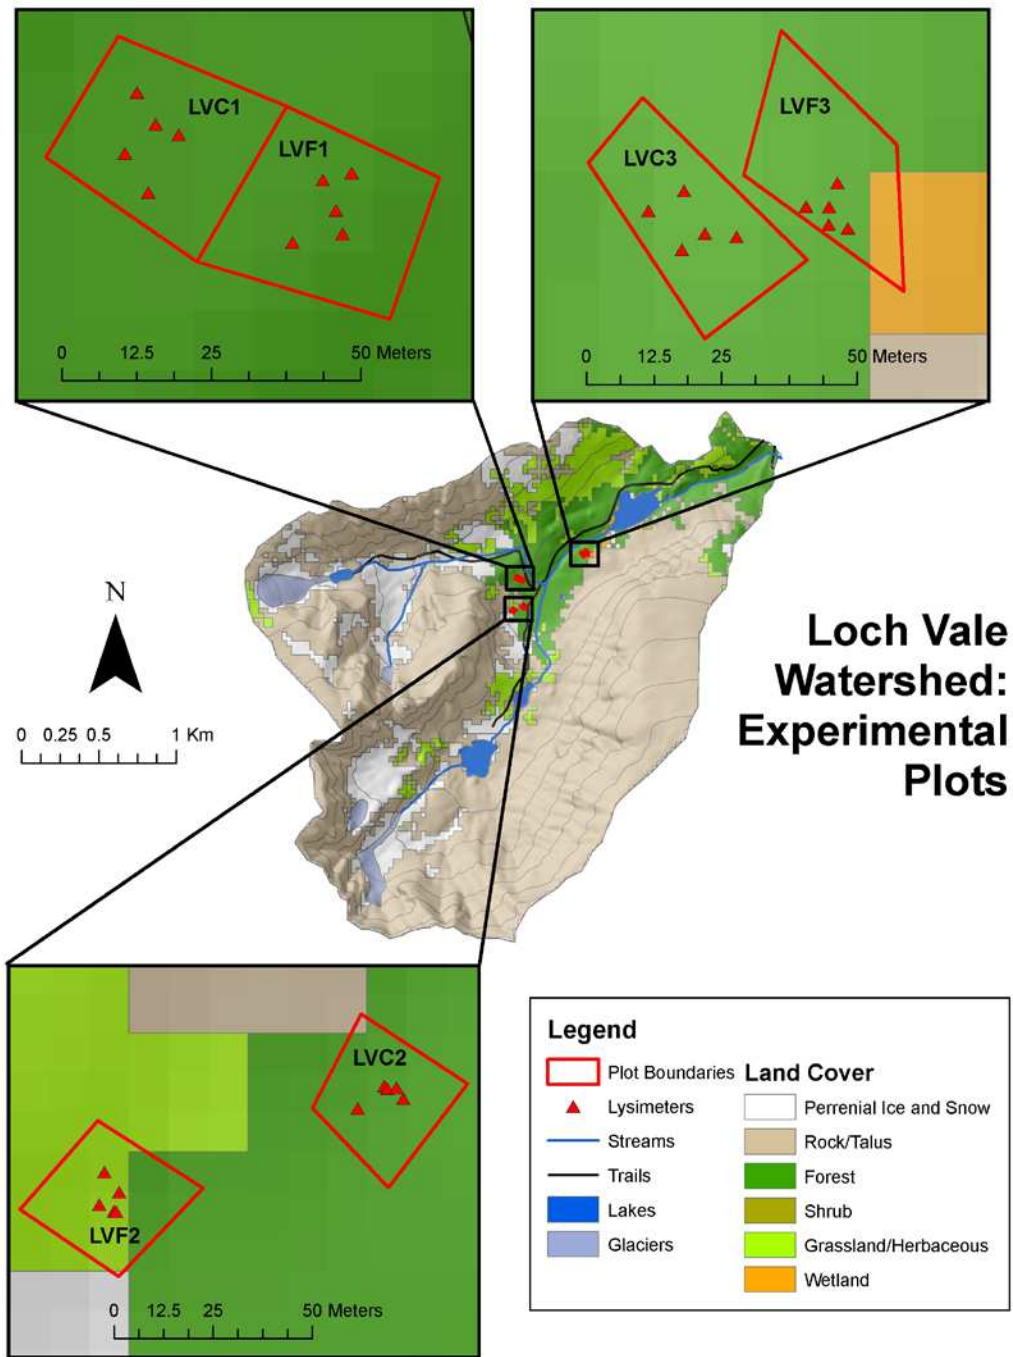 LVC1
LVF1
0 12.5 25 50 Meters
LVF3
LVC3
0 12.5 25 50 Meters
N
0 0.25 0.5 1 Km
Loch Vale
Watershed:
Experimental
Plots
LVC2
LVF2
0 12.5 25 50 Meters
Legend
Plot Boundaries
Lysimeters
Streams
Trails
Lakes
Glaciers
Land Cover
Perrenial Ice and Snow
Rock/Talus
Forest
Shrub
Grassland/Herbaceous
Wetland